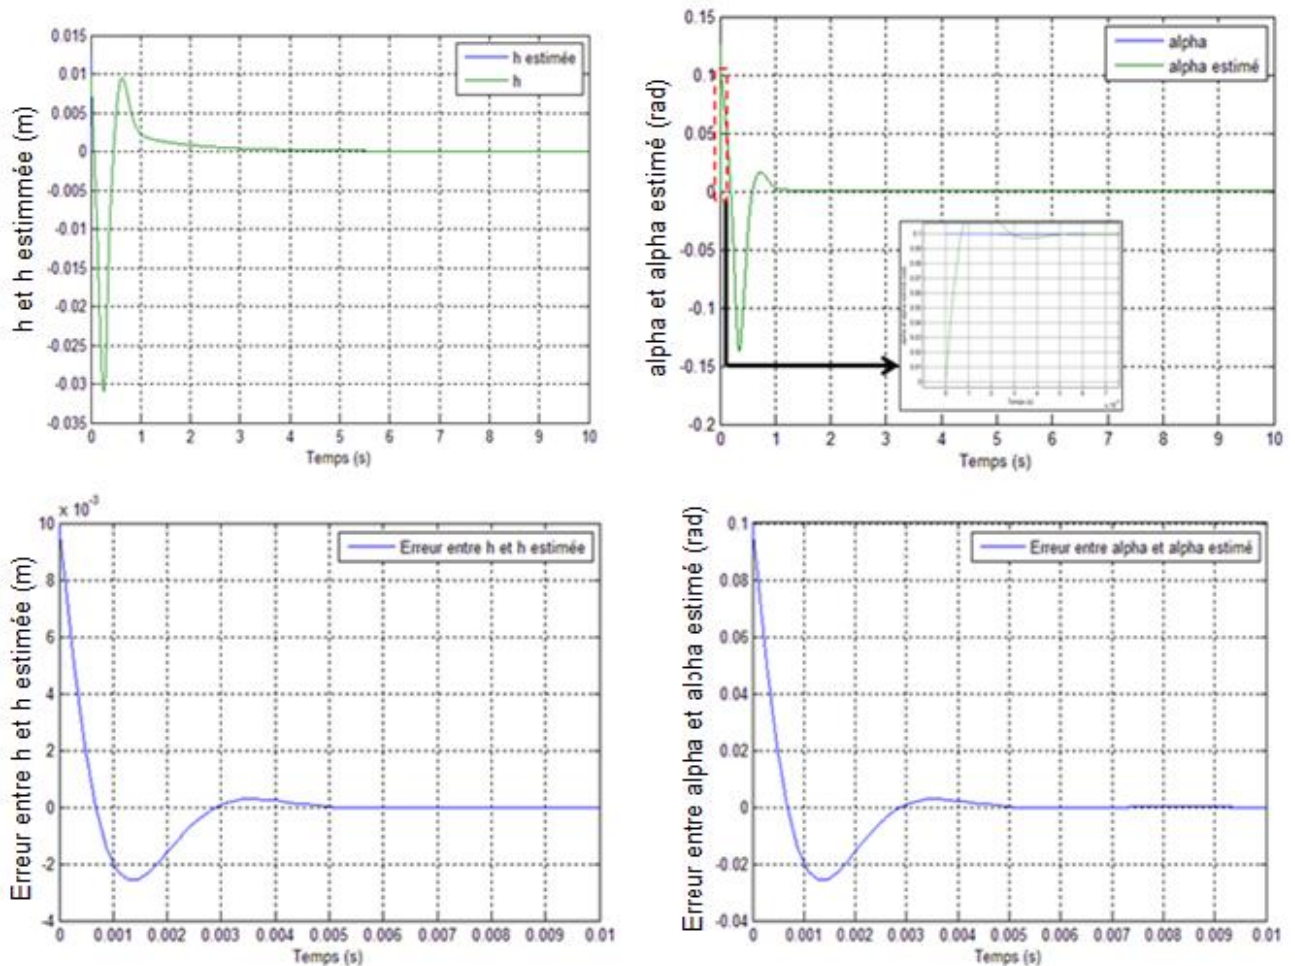 h et h estimmée (m)
0.015
0.01
0.005
0
-0.005
-0.01
-0.015
-0.02
-0.025
-0.03
-0.035
h estimée
h
0 1 2 3 4 5 6 7 8 9 10
Temps (s)
alpha et alpha estimé (rad)
0.15
0.1
0.05
0
-0.05
-0.1
-0.15
-0.2
alpha
alpha estimé
0 1 2 3 4 5 6 7 8 9 10
Temps (s)
Erreur entre h et h estimée (m)
x 10-3
10
8
6
4
2
0
-2
-4
Erreur entre h et h estimée
0 0.001 0.002 0.003 0.004 0.005 0.006 0.007 0.008 0.009 0.01
Temps (s)
Erreur entre alpha et alpha estimé (rad)
0.1
0.08
0.06
0.04
0.02
0
-0.02
-0.04
Erreur entre alpha et alpha estimé
0 0.001 0.002 0.003 0.004 0.005 0.006 0.007 0.008 0.009 0.01
Temps (s)